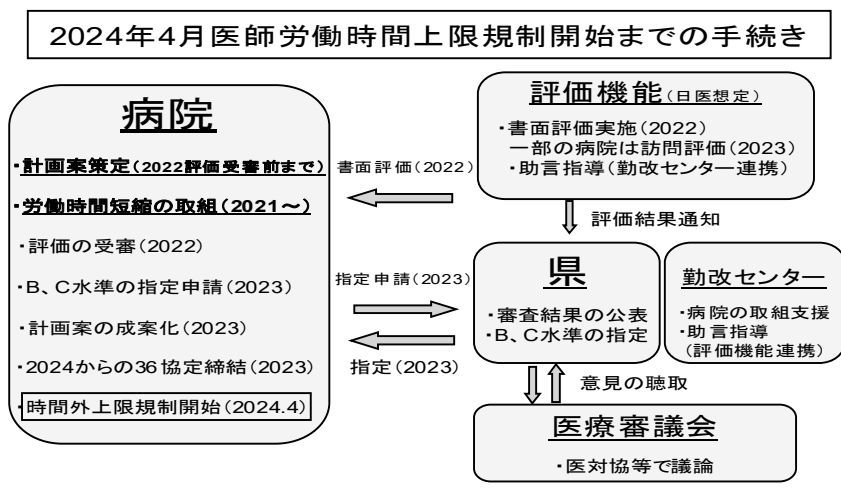 2024年4月医師労働時間上限規制開始までの手続き
病院
・計画案策定(2022評価受審前まで)
・労働時間短縮の取組(2021~)
・評価の受審(2022)
・B、C水準の指定申請(2023)
・計画案の成案化(2023)
・2024からの36協定締結(2023)
・時間外上限規制開始(2024.4)
書面評価(2022)
指定申請(2023)
指定(2023)
評価機能(日医想定)
・書面評価実施(2022)
一部の病院は訪問評価(2023)
・助言指導(勤改センター連携)
評価結果通知
県
・審査結果の公表
・B、C水準の指定
勤改センター
・病院の取組支援
・助言指導
(評価機能連携)
意見の聴取
医療審議会
・医対協等で議論